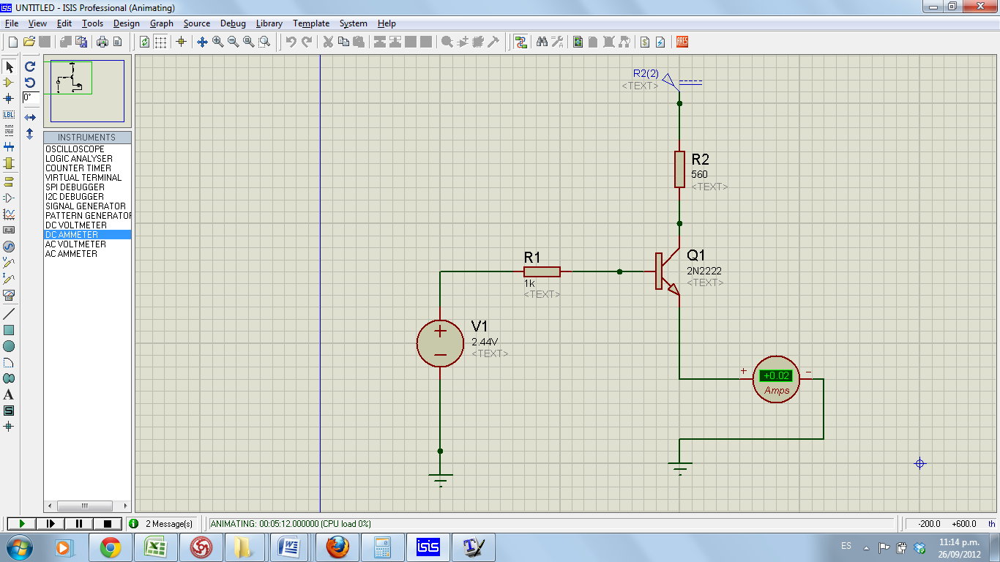 ISIS UNTITLED - ISIS Professional (Animating)
File View Edit Tools Design Graph Source Debug Library Template System Help
ARES
0°
LBL
INSTRUMENTS
OSCILLOSCOPE
LOGIC ANALYSER
COUNTER TIMER
VIRTUAL TERMINAL
SPI DEBUGGER
I2C DEBUGGER
SIGNAL GENERATOR
PATTERN GENERATOR
DC VOLTMETER
DC AMMETER
AC VOLTMETER
AC AMMETER
A
S
R2(2)
<TEXT>
R2
560
<TEXT>
R1
1k
<TEXT>
Q1
2N2222
<TEXT>
V1
2.44V
<TEXT>
+
−
+ +0.02 −
Amps
2 Message(s) ANIMATING: 00:05:12.000000 (CPU load 0%) -200.0 +600.0 th
isis
ES 11:14 p.m.
26/09/2012